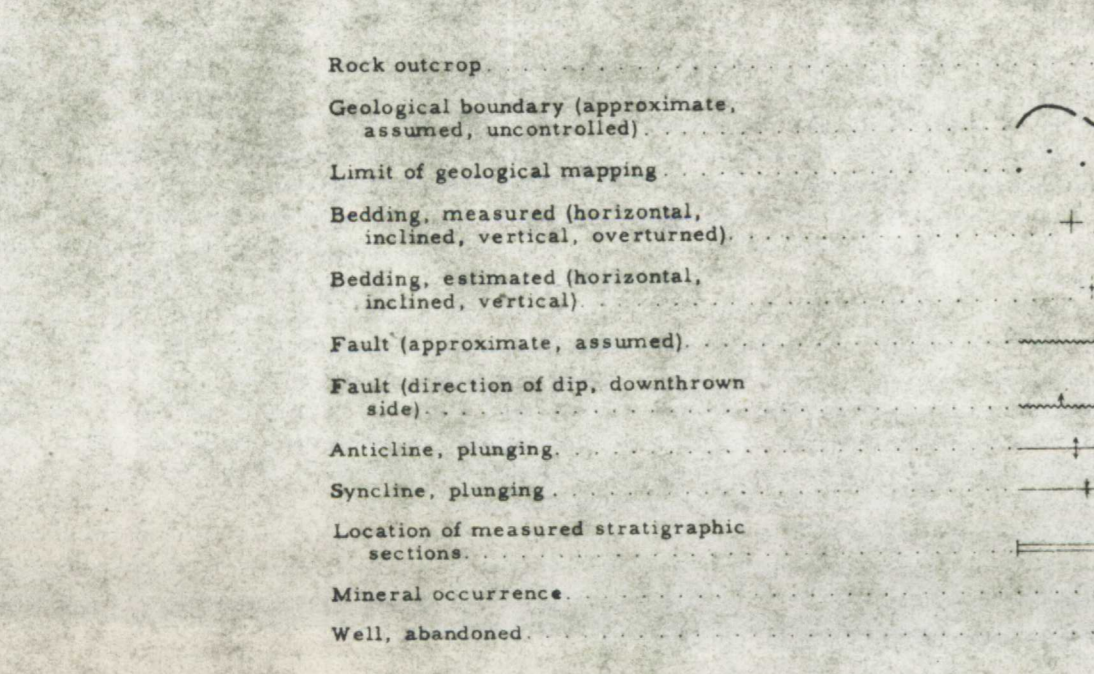 Rock outcrop
Geological boundary (approximate,
assumed, uncontrolled)
Limit of geological mapping
Bedding, measured (horizontal,
inclined, vertical, overturned)
Bedding, estimated (horizontal,
inclined, vertical)
Fault (approximate, assumed)
Fault (direction of dip, downthrown
side)
Anticline, plunging
Syncline, plunging
Location of measured stratigraphic
sections
Mineral occurrence
Well, abandoned